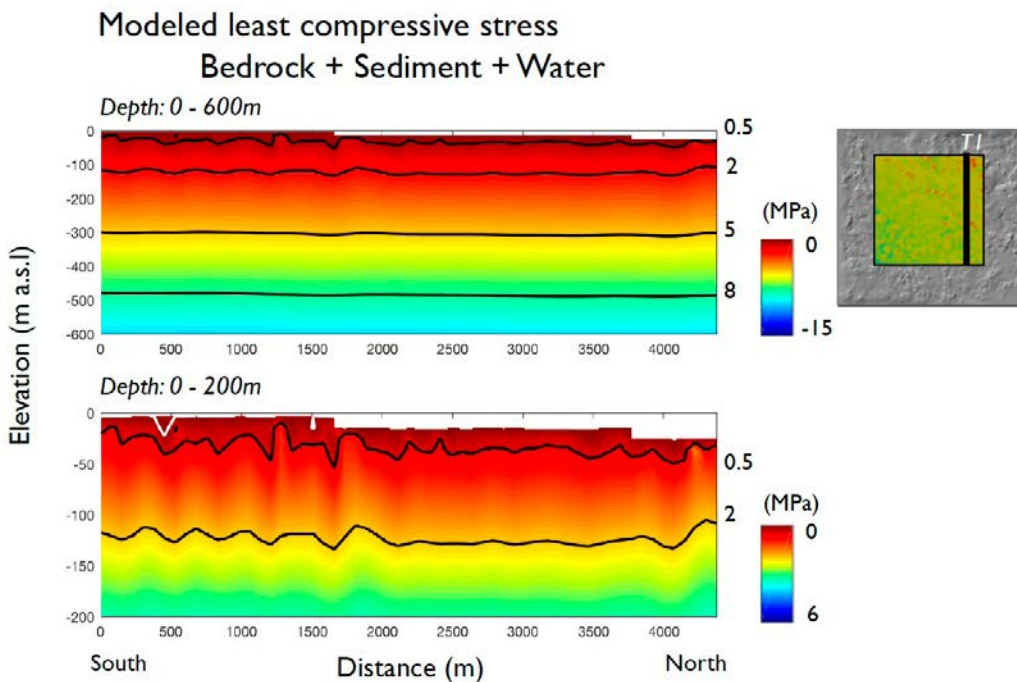 Modeled least compressive stress
Bedrock + Sediment + Water
Depth: 0 - 600m
0
-100
-200
-300
-400
-500
-600
0 500 1000 1500 2000 2500 3000 3500 4000
0.5
2
5
8
(MPa)
0
-15
T1
Elevation (m a.s.l)
Depth: 0 - 200m
0
-50
-100
-150
-200
0 500 1000 1500 2000 2500 3000 3500 4000
0.5
2
(MPa)
0
6
South Distance (m) North